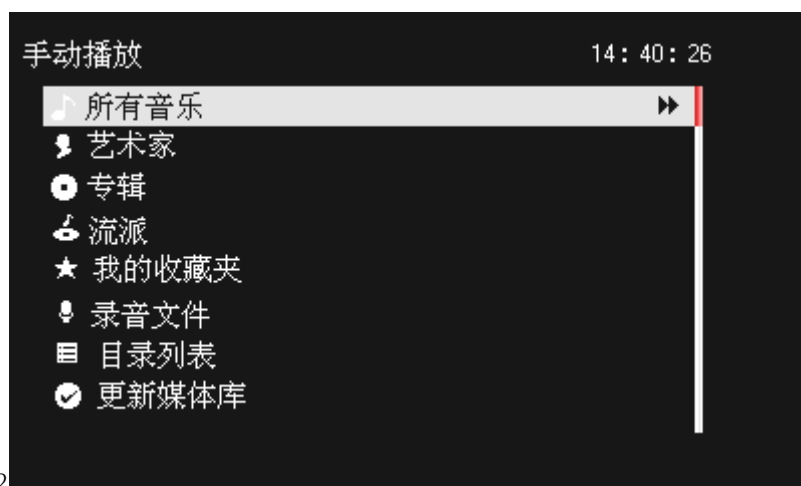 手动播放 14:40:26
所有音乐
艺术家
专辑
流派
我的收藏夹
录音文件
目录列表
更新媒体库
2